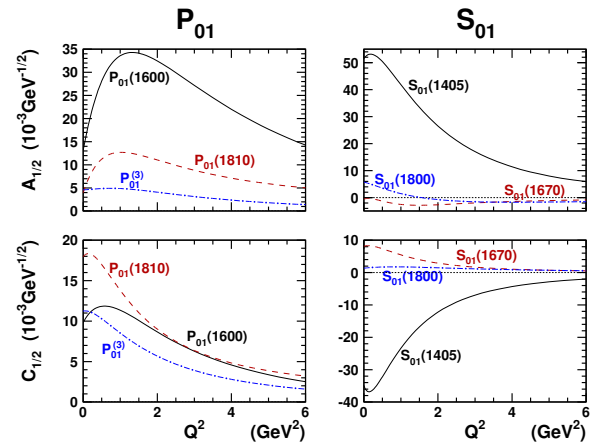 P₀₁ S₀₁
A₁/₂ (10⁻³GeV⁻¹/²)
35
30
25
20
15
10
5
0
P₀₁(1600)
P₀₁(1810)
P₀₁⁽³⁾
50
40
30
20
10
0
S₀₁(1405)
S₀₁(1800)
S₀₁(1670)
C₁/₂ (10⁻³GeV⁻¹/²)
20
15
10
5
0
P₀₁(1810)
P₀₁(1600)
P₀₁⁽³⁾
0 2 4 6
Q² (GeV²)
10
0
-10
-20
-30
-40
S₀₁(1670)
S₀₁(1800)
S₀₁(1405)
0 2 4 6
Q² (GeV²)